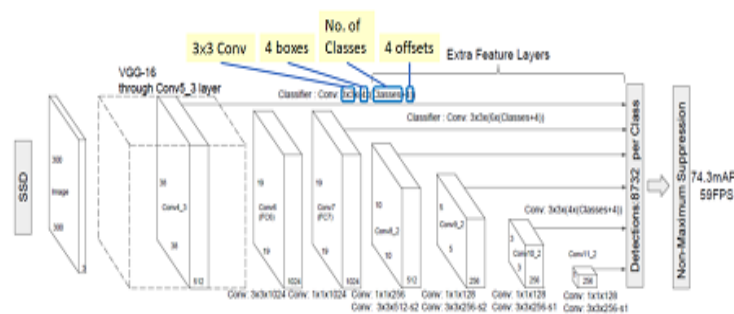 No. of
Classes
3x3 Conv
4 boxes
4 offsets
Extra Feature Layers
VGG-16
through Conv5_3 layer
Classifier : Conv: 3x3x(4x(Classes+4))
Classifier : Conv: 3x3x(6x(Classes+4))
SSD
300
Image
300
3
38
Conv4_3
38
512
19
Conv6
(FC6)
19
1024
19
Conv7
(FC7)
19
1024
10
Conv8_2
10
512
5
Conv9_2
5
256
Conv: 3x3x(4x(Classes+4))
3
Conv10_2
3
256
Conv11_2
256
Detections:8732 per Class
Non-Maximum Suppression
74.3mAP
59FPS
Conv: 3x3x1024
Conv: 1x1x1024
Conv: 1x1x256
Conv: 3x3x512-s2
Conv: 1x1x128
Conv: 3x3x256-s2
Conv: 1x1x128
Conv: 3x3x256-s1
Conv: 1x1x128
Conv: 3x3x256-s1